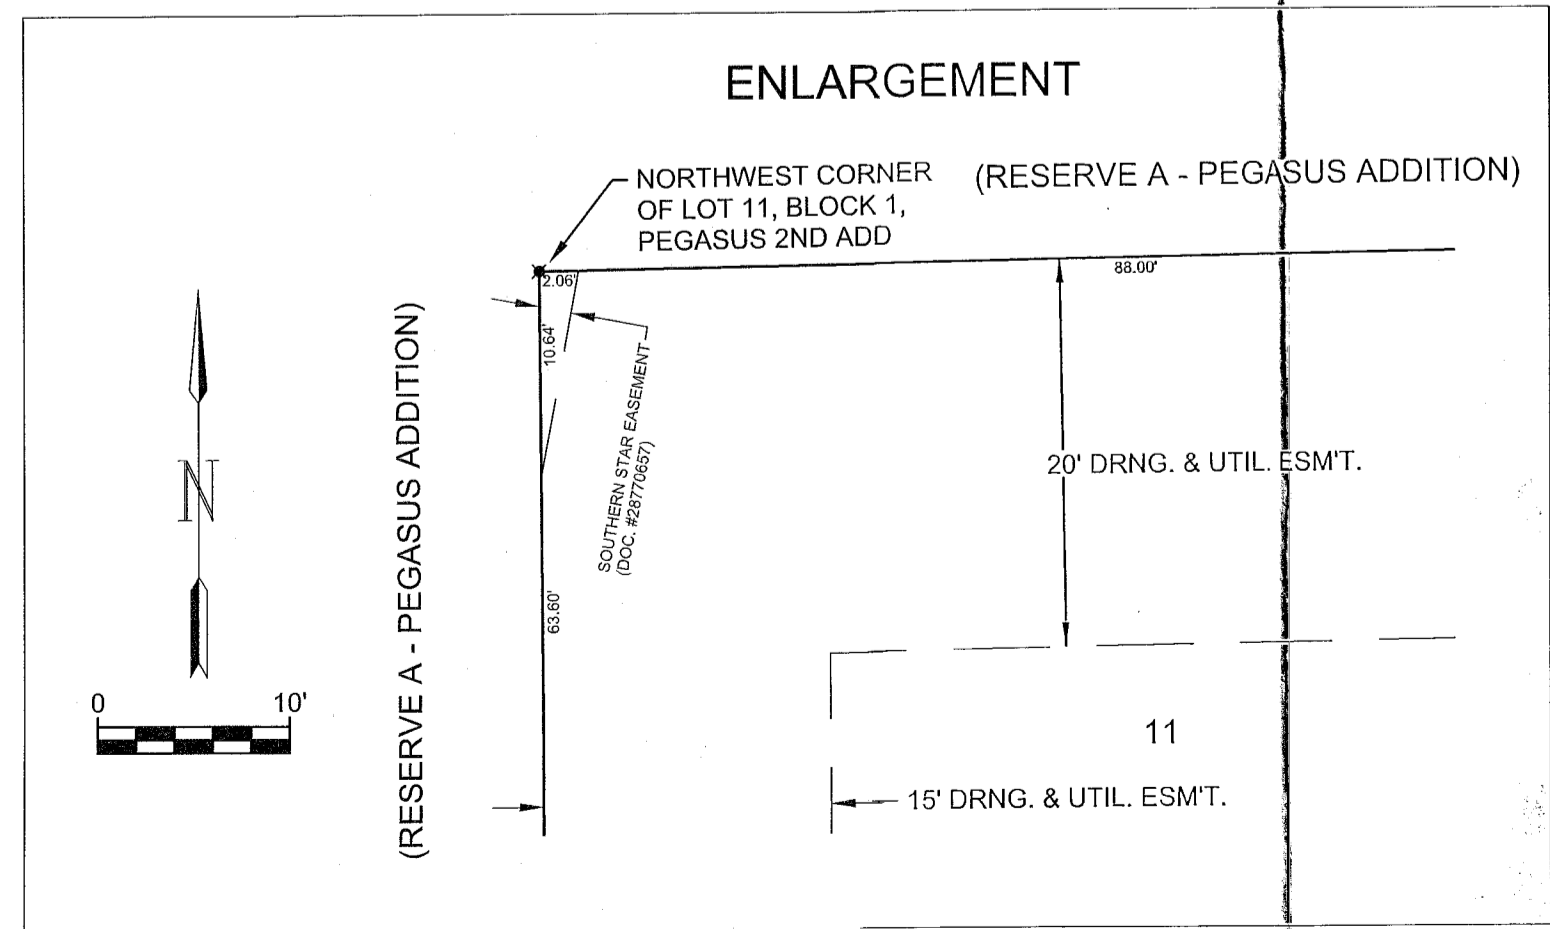 ENLARGEMENT
NORTHWEST CORNER
OF LOT 11, BLOCK 1,
PEGASUS 2ND ADD
(RESERVE A - PEGASUS ADDITION)
2.06'
88.00'
10.64'
(RESERVE A - PEGASUS ADDITION)
SOUTHERN STAR EASEMENT
(DOC. #28770657)
N
20' DRNG. & UTIL. ESM'T.
63.60'
0 10'
11
15' DRNG. & UTIL. ESM'T.